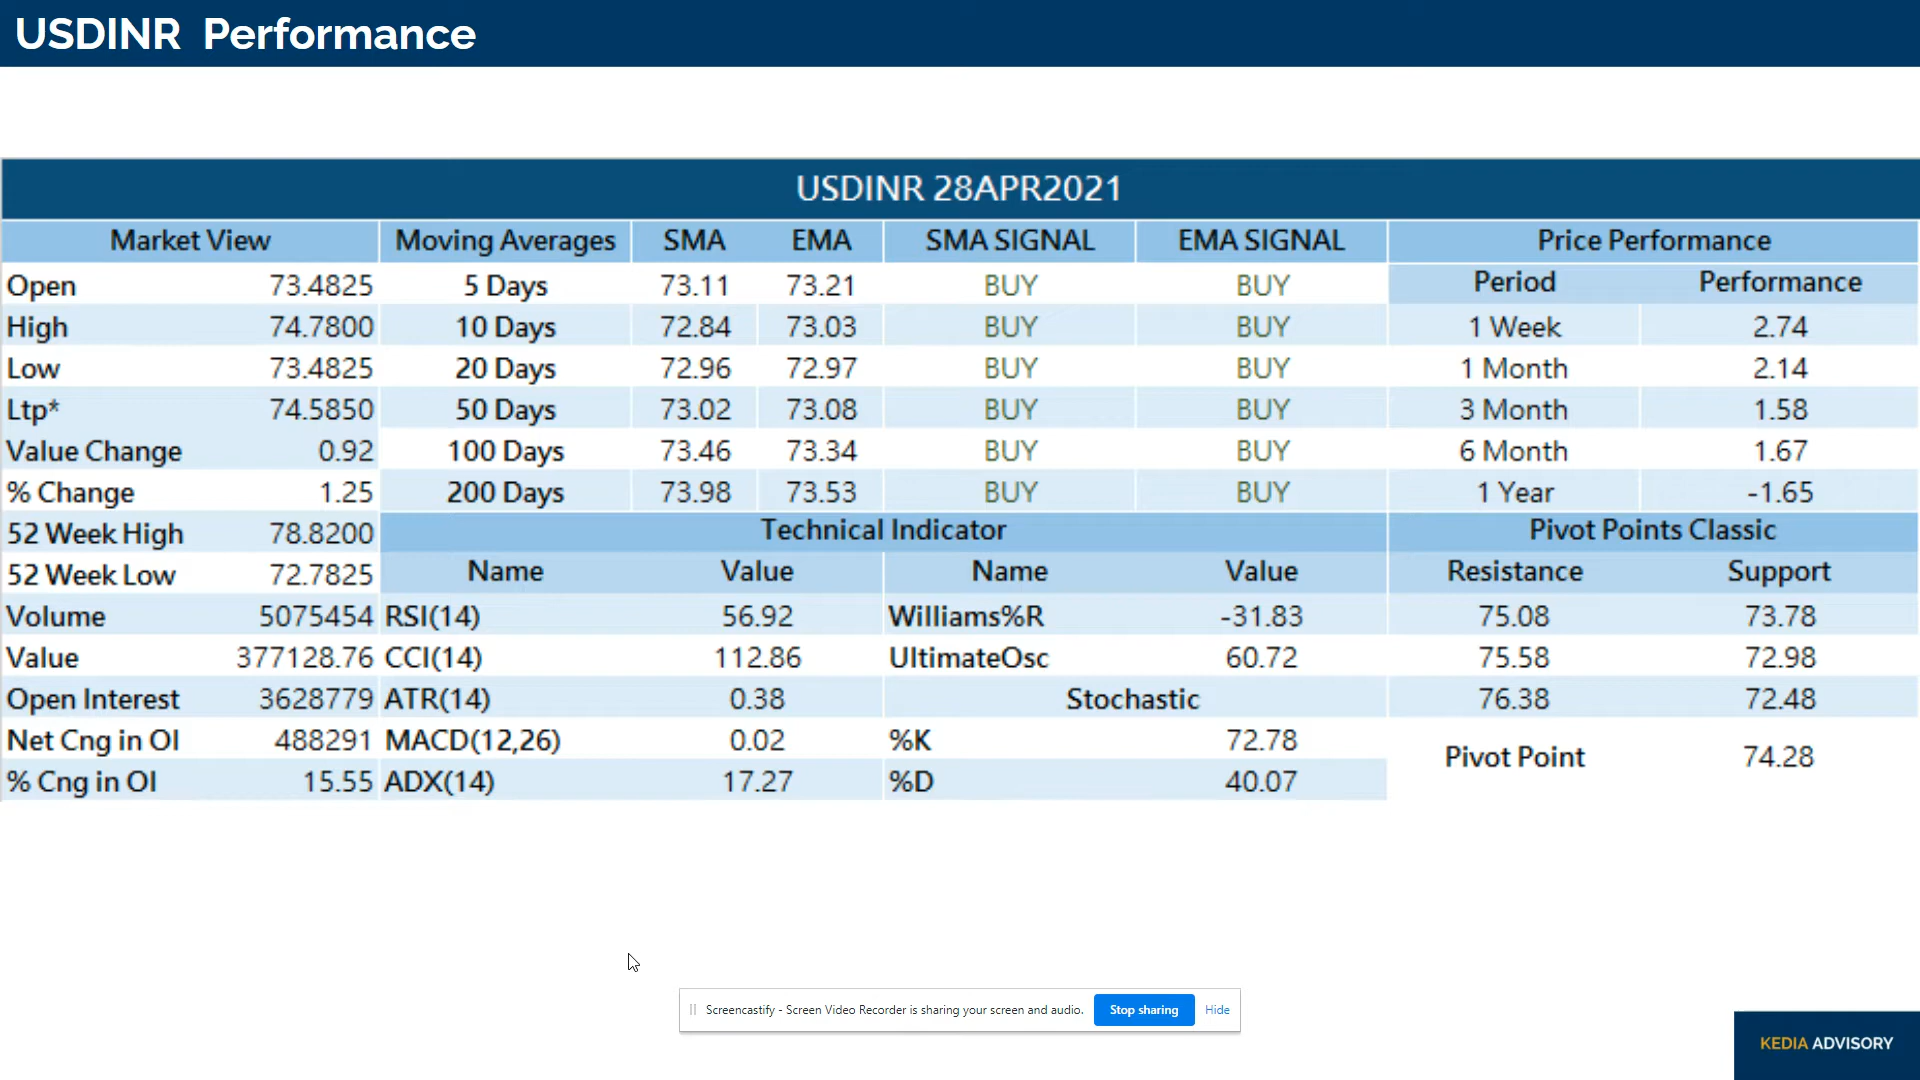 USDINR Performance
USDINR 28APR2021
Market View Moving Averages SMA EMA SMA SIGNAL EMA SIGNAL Price Performance
Open 73.4825 5 Days 73.11 73.21 BUY BUY Period Performance
High 74.7800 10 Days 72.84 73.03 BUY BUY 1 Week 2.74
Low 73.4825 20 Days 72.96 72.97 BUY BUY 1 Month 2.14
Ltp* 74.5850 50 Days 73.02 73.08 BUY BUY 3 Month 1.58
Value Change 0.92 100 Days 73.46 73.34 BUY BUY 6 Month 1.67
% Change 1.25 200 Days 73.98 73.53 BUY BUY 1 Year -1.65
52 Week High 78.8200 Technical Indicator Pivot Points Classic
52 Week Low 72.7825 Name Value Name Value Resistance Support
Volume 5075454 RSI(14) 56.92 Williams%R -31.83 75.08 73.78
Value 377128.76 CCI(14) 112.86 UltimateOsc 60.72 75.58 72.98
Open Interest 3628779 ATR(14) 0.38 Stochastic 76.38 72.48
Net Cng in OI 488291 MACD(12,26) 0.02 %K 72.78 Pivot Point 74.28
% Cng in OI 15.55 ADX(14) 17.27 %D 40.07
Screencastify - Screen Video Recorder is sharing your screen and audio. Stop sharing Hide
KEDIA ADVISORY